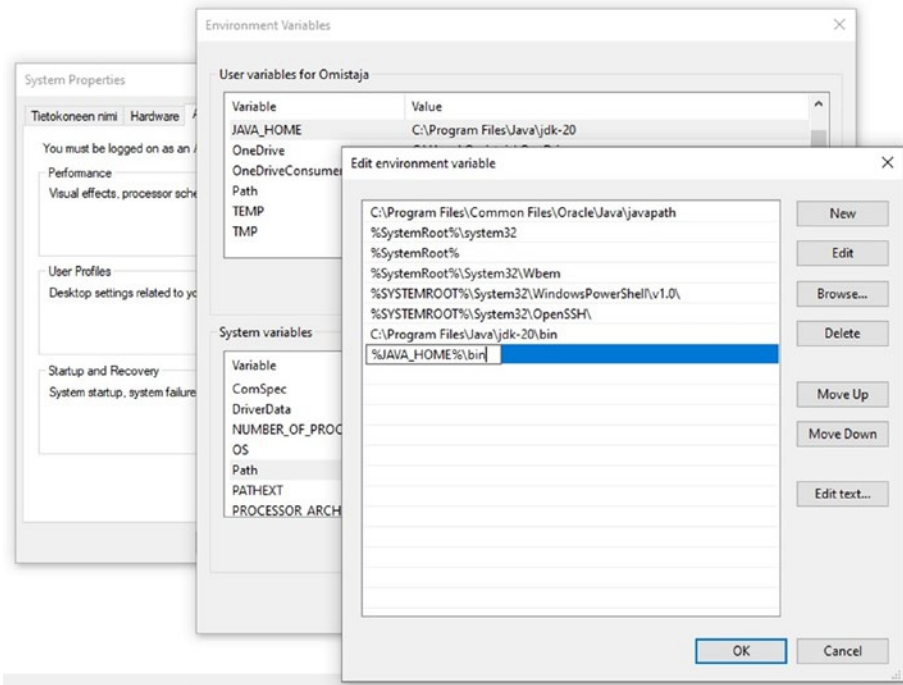 Environment Variables
System Properties
Tietokoneen nimi
Hardware
You must be logged on as an
Performance
Visual effects, processor sche
User Profiles
Desktop settings related to yo
Startup and Recovery
System startup, system failure
User variables for Omistaja
Variable Value
JAVA_HOME C:\Program Files\Java\jdk-20
OneDrive
OneDriveConsumer
Path
TEMP
TMP
System variables
Variable
ComSpec
DriverData
NUMBER_OF_PROC
OS
Path
PATHEXT
PROCESSOR_ARCH
Edit environment variable
C:\Program Files\Common Files\Oracle\Java\javapath
%SystemRoot%\system32
%SystemRoot%
%SystemRoot%\System32\Wbem
%SYSTEMROOT%\System32\WindowsPowerShell\v1.0\
%SYSTEMROOT%\System32\OpenSSH\
C:\Program Files\Java\jdk-20\bin
%JAVA_HOME%\bin
New
Edit
Browse...
Delete
Move Up
Move Down
Edit text...
OK
Cancel